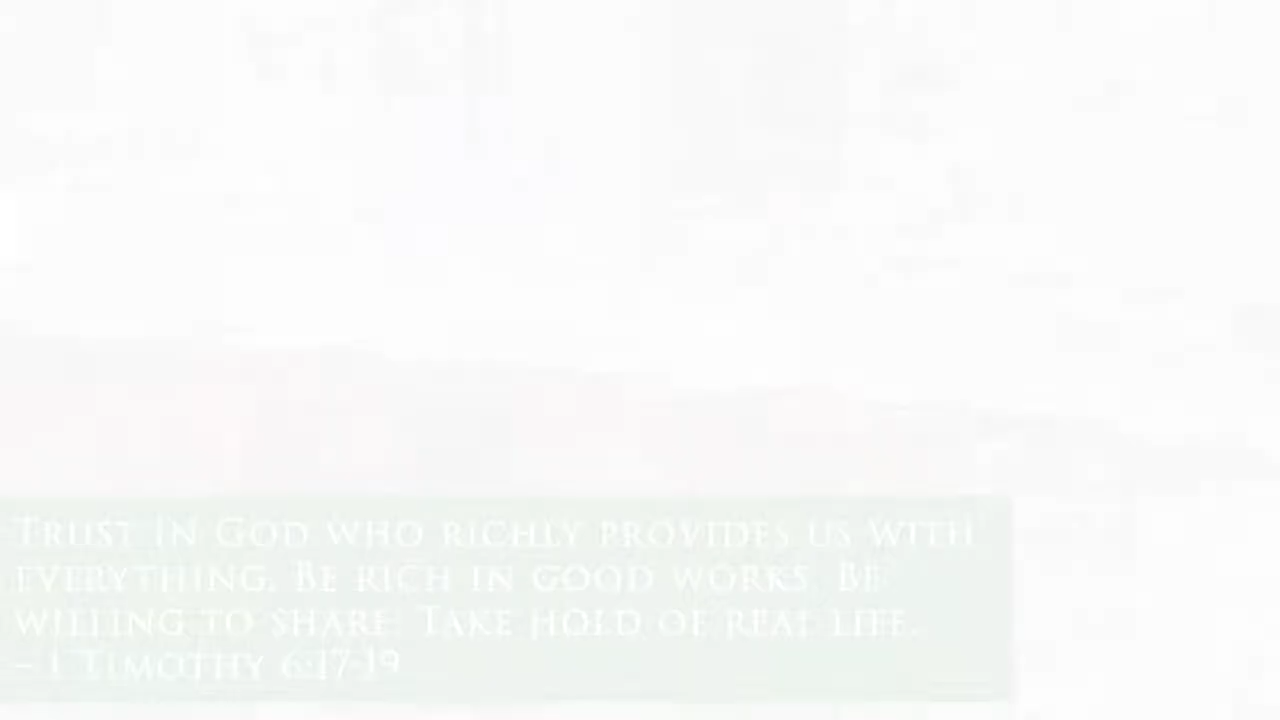 Trust in God who richly provides us with
everything. Be rich in good works. Be
willing to share. Take hold of real life.
– 1 Timothy 6:17-19